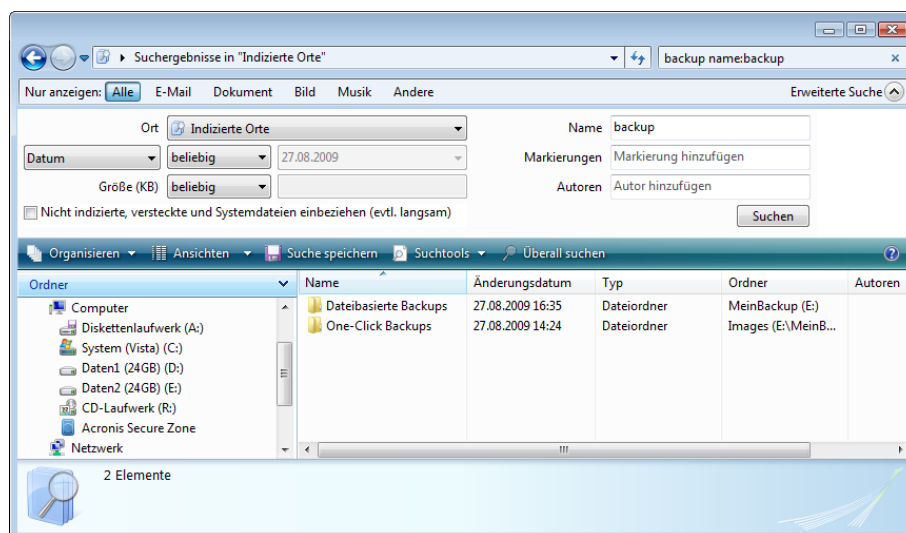 Suchergebnisse in "Indizierte Orte"
backup name:backup
Nur anzeigen: Alle E-Mail Dokument Bild Musik Andere Erweiterte Suche
Ort Indizierte Orte Name backup
Datum beliebig 27.08.2009 Markierungen Markierung hinzufügen
Größe (KB) beliebig Autoren Autor hinzufügen
Nicht indizierte, versteckte und Systemdateien einbeziehen (evtl. langsam) Suchen
Organisieren Ansichten Suche speichern Suchtools Überall suchen
Ordner Name Änderungsdatum Typ Ordner Autoren
Computer
Diskettenlaufwerk (A:)
System (Vista) (C:)
Daten1 (24GB) (D:)
Daten2 (24GB) (E:)
CD-Laufwerk (R:)
Acronis Secure Zone
Netzwerk
Dateibasierte Backups 27.08.2009 16:35 Dateiordner MeinBackup (E:)
One-Click Backups 27.08.2009 14:24 Dateiordner Images (E:\MeinB...
2 Elemente